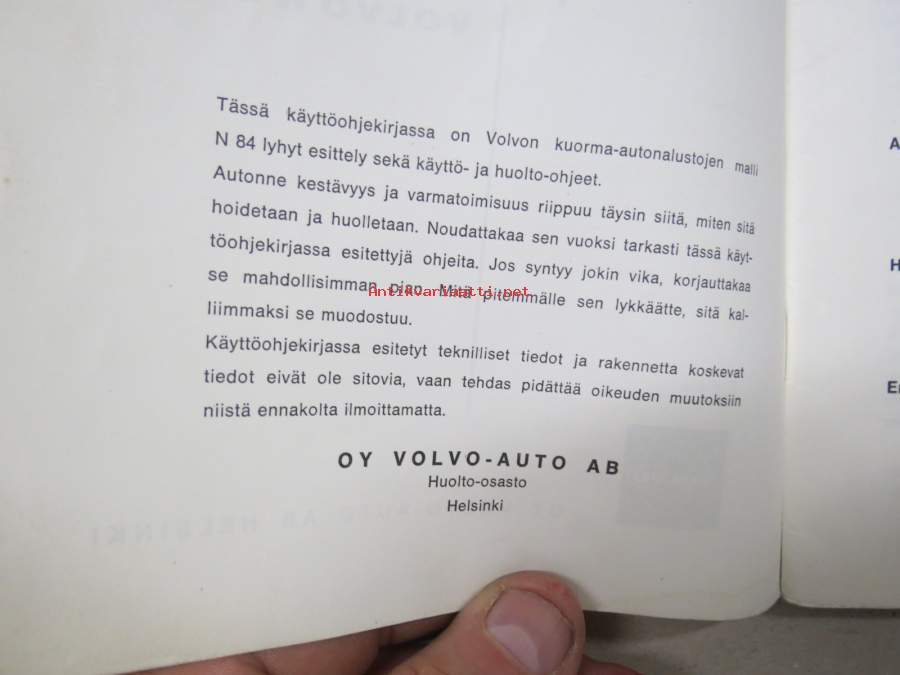 Tässä käyttöohjekirjassa on Volvon kuorma-autonalustojen malli
N 84 lyhyt esittely sekä käyttö- ja huolto-ohjeet.
Autonne kestävyys ja varmatoimisuus riippuu täysin siitä, miten sitä
hoidetaan ja huolletaan. Noudattakaa sen vuoksi tarkasti tässä käyt-
töohjekirjassa esitettyjä ohjeita. Jos syntyy jokin vika, korjauttakaa
se mahdollisimman pian. Mitä pitemmälle sen lykkäätte, sitä kal-
liimmaksi se muodostuu.
Käyttöohjekirjassa esitetyt teknilliset tiedot ja rakennetta koskevat
tiedot eivät ole sitovia, vaan tehdas pidättää oikeuden muutoksiin
niistä ennakolta ilmoittamatta.
OY VOLVO-AUTO AB
Huolto-osasto
Helsinki
Antikvariaatti.net
A
H